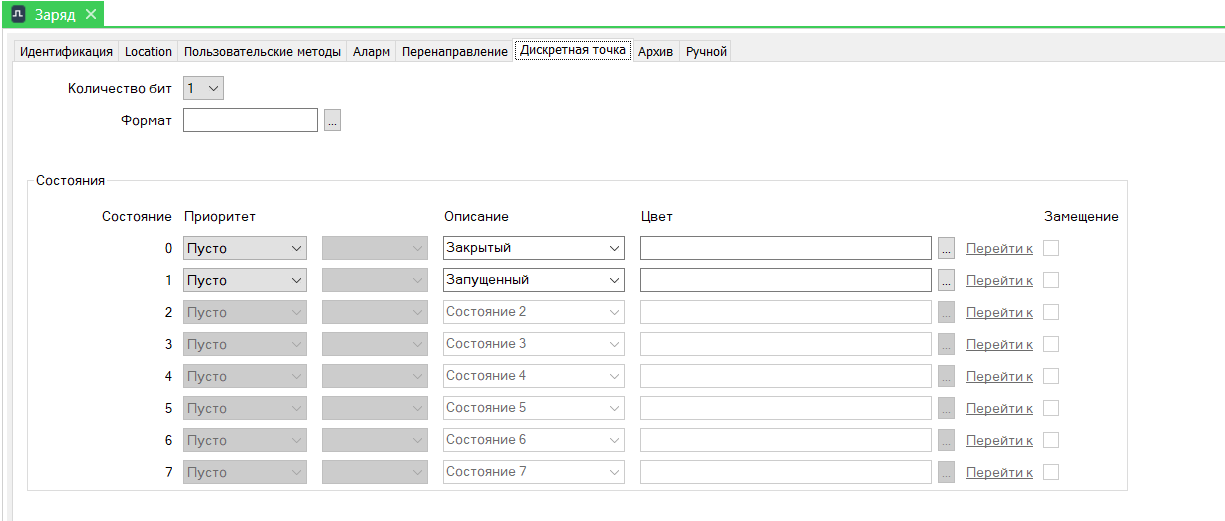 Заряд
Идентификация Location Пользовательские методы Аларм Перенаправление Дискретная точка Архив Ручной
Количество бит 1
Формат ...
Состояния
Состояние Приоритет Описание Цвет Замещение
0 Пусто Закрытый ... Перейти к
1 Пусто Запущенный ... Перейти к
2 Пусто Состояние 2 ... Перейти к
3 Пусто Состояние 3 ... Перейти к
4 Пусто Состояние 4 ... Перейти к
5 Пусто Состояние 5 ... Перейти к
6 Пусто Состояние 6 ... Перейти к
7 Пусто Состояние 7 ... Перейти к